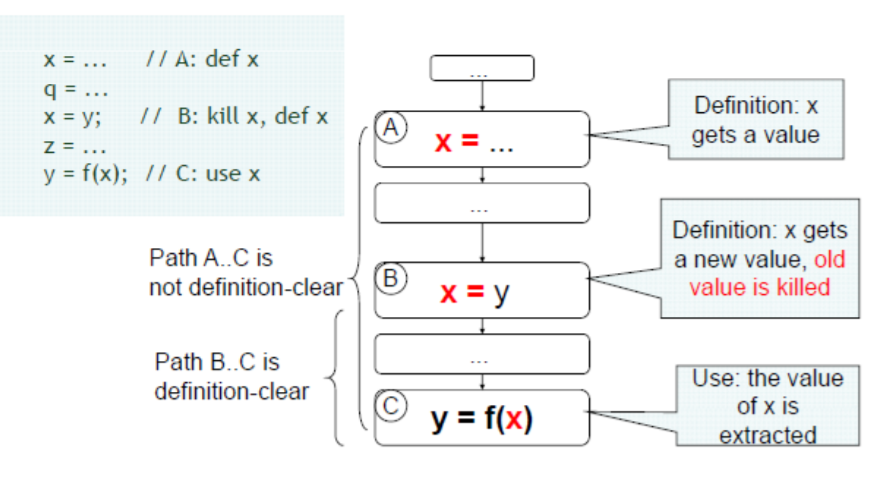 x = ...   // A: def x
q = ...
x = y;   // B: kill x, def x
z = ...
y = f(x); // C: use x
...
A
x = ...
Definition: x
gets a value
...
Path A..C is
not definition-clear
B
x = y
Definition: x gets
a new value, old
value is killed
Path B..C is
definition-clear
...
C
y = f(x)
Use: the value
of x is
extracted